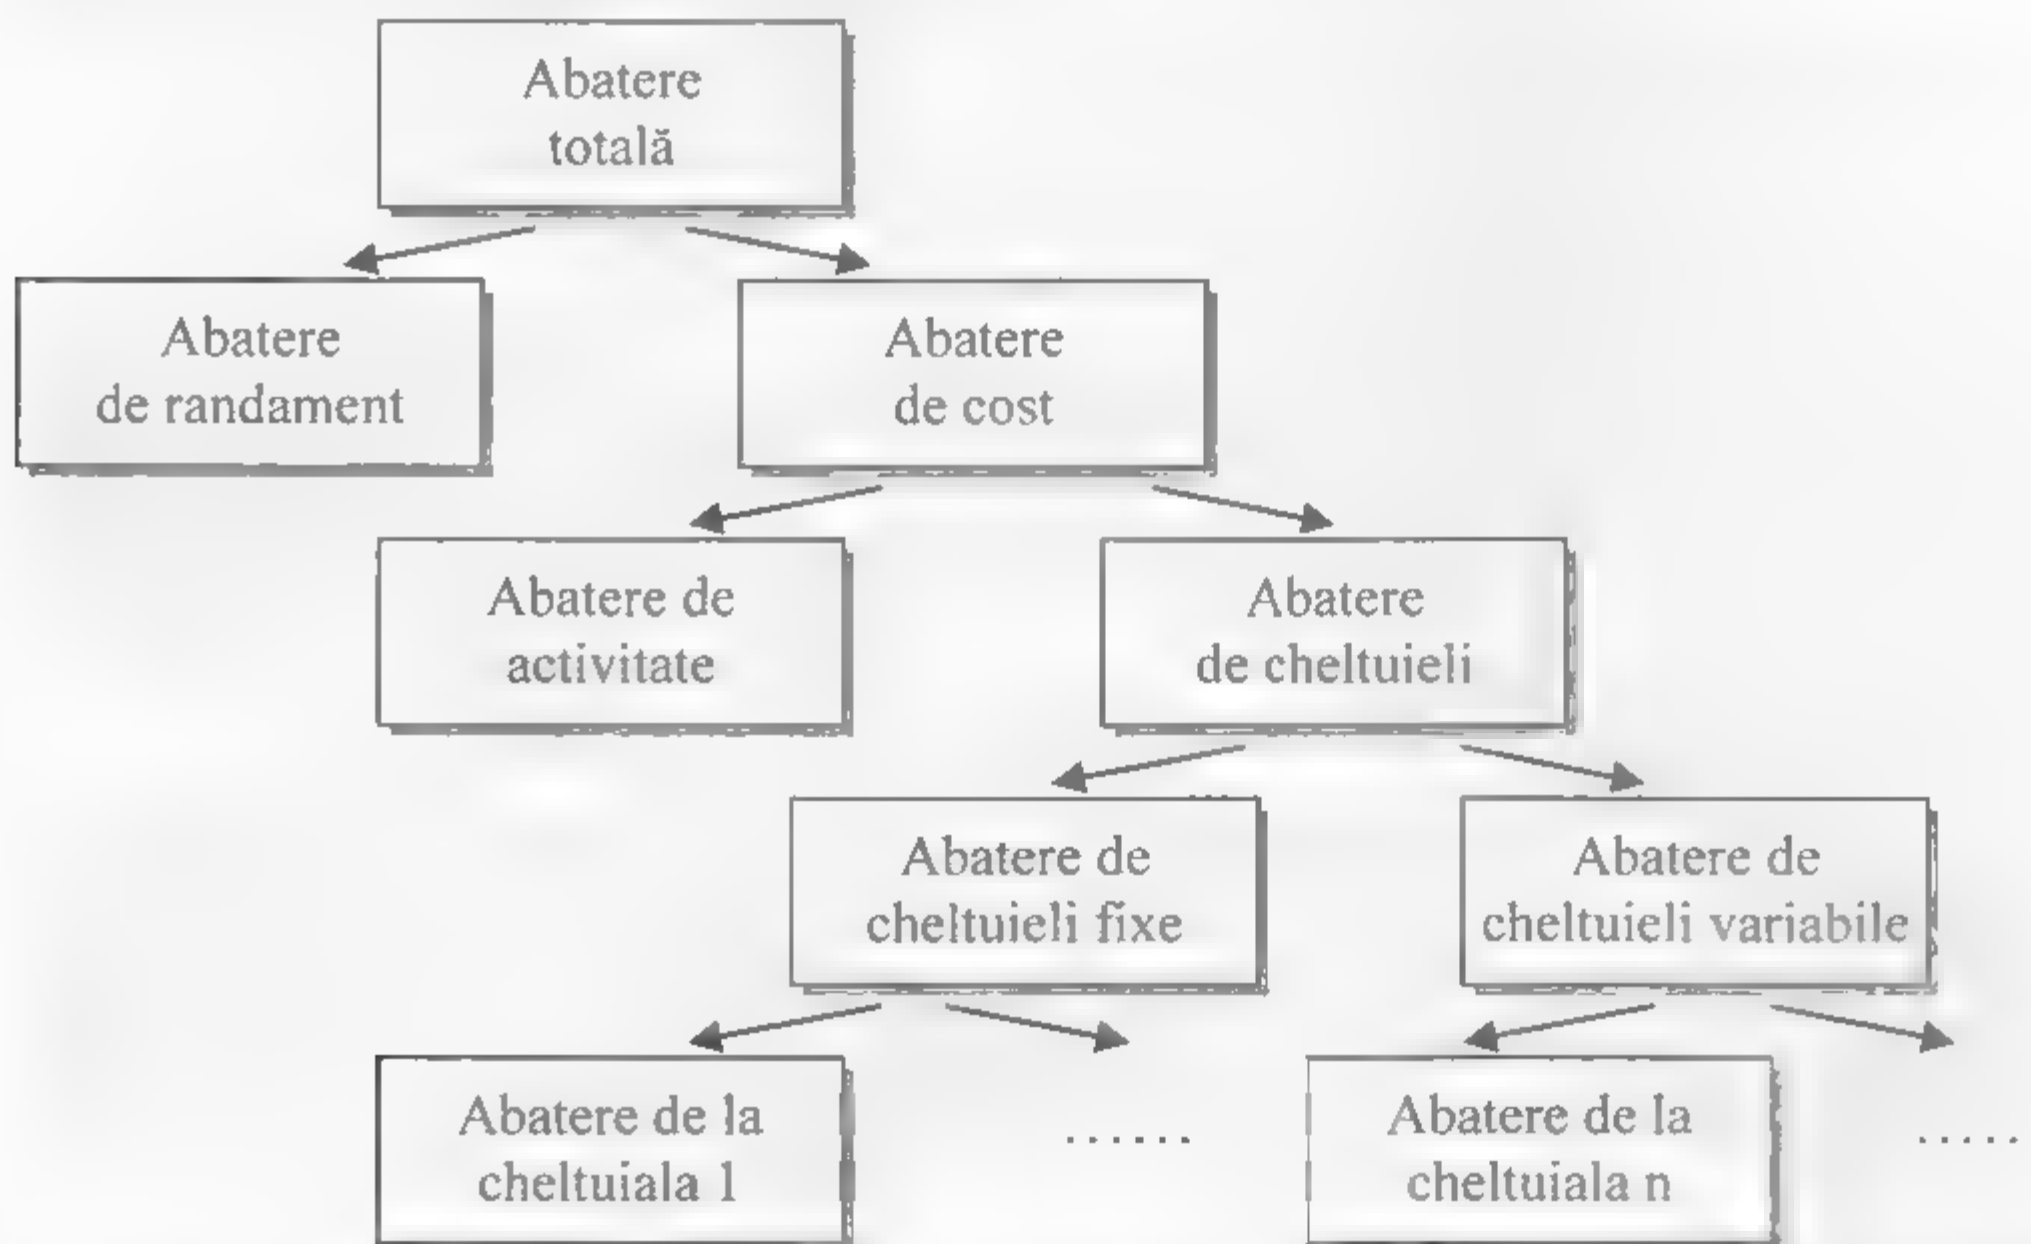 Abatere
totală
Abatere
de randament
Abatere
de cost
Abatere de
activitate
Abatere
de cheltuieli
Abatere de
cheltuieli fixe
Abatere de
cheltuieli variabile
Abatere de la
cheltuiala 1
......
Abatere de la
cheltuiala n
.....